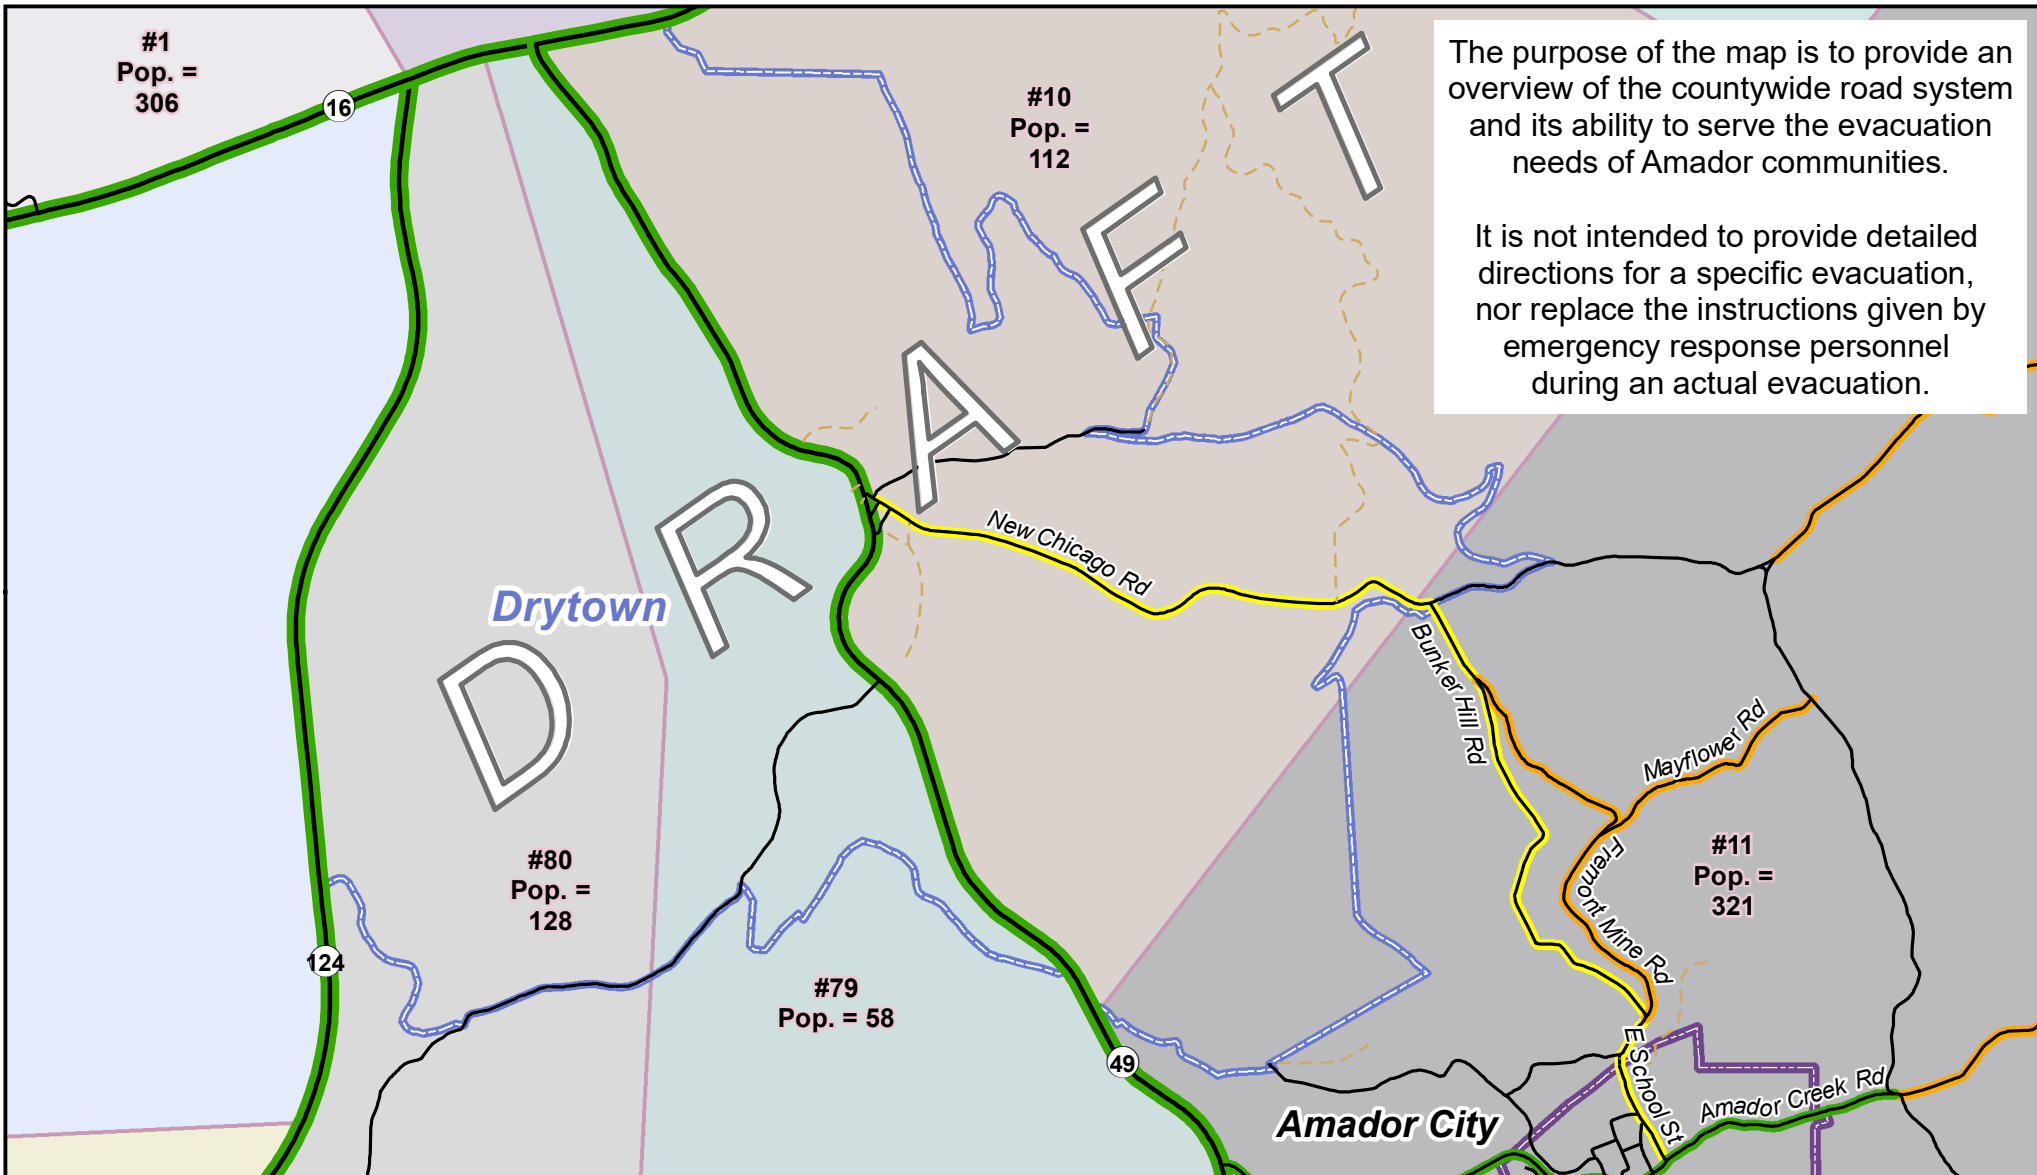 #1
Pop. =
306
16
#10
Pop. =
112
The purpose of the map is to provide an
overview of the countywide road system
and its ability to serve the evacuation
needs of Amador communities.
It is not intended to provide detailed
directions for a specific evacuation,
nor replace the instructions given by
emergency response personnel
during an actual evacuation.
DRAFT
New Chicago Rd
Drytown
Bunker Hill Rd
Mayflower Rd
#80
Pop. =
128
#11
Pop. =
321
Fremont Mine Rd
124
#79
Pop. = 58
49
E School St
Amador Creek Rd
Amador City